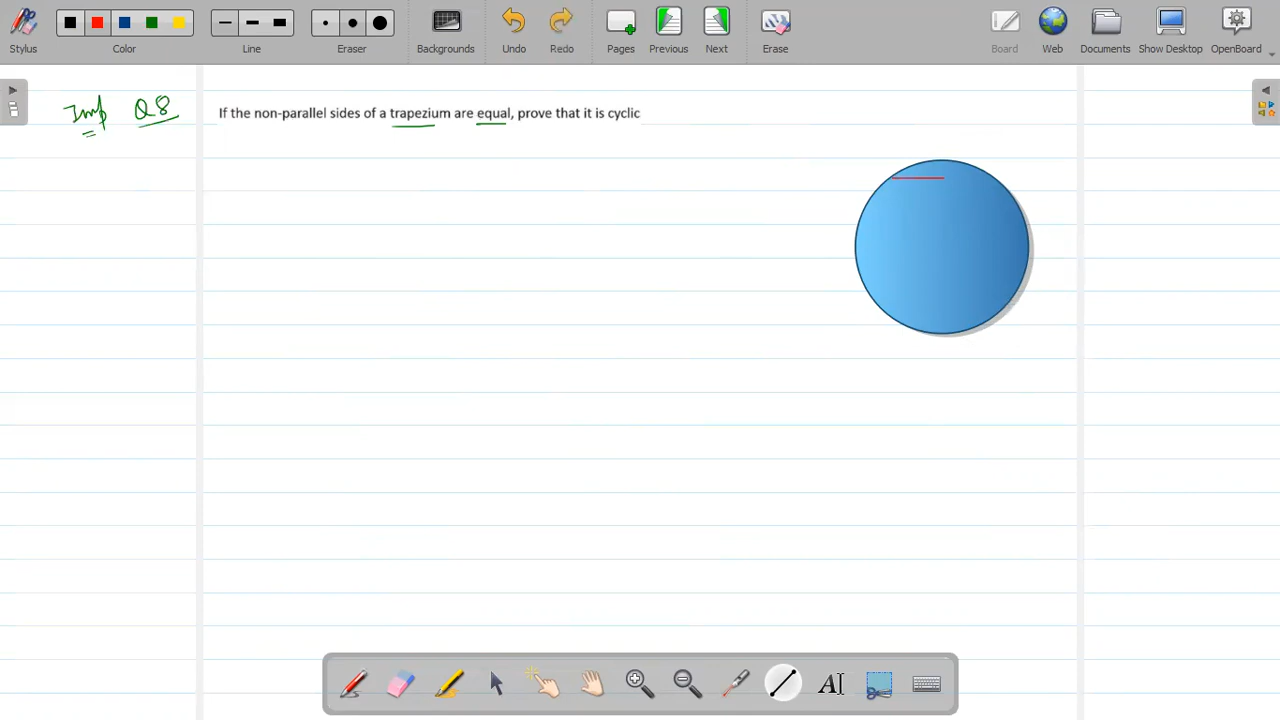 Stylus Color Line Eraser Backgrounds Undo Redo Pages Previous Next Erase Board Web Documents Show Desktop OpenBoard
Imp Q8 If the non-parallel sides of a trapezium are equal, prove that it is cyclic